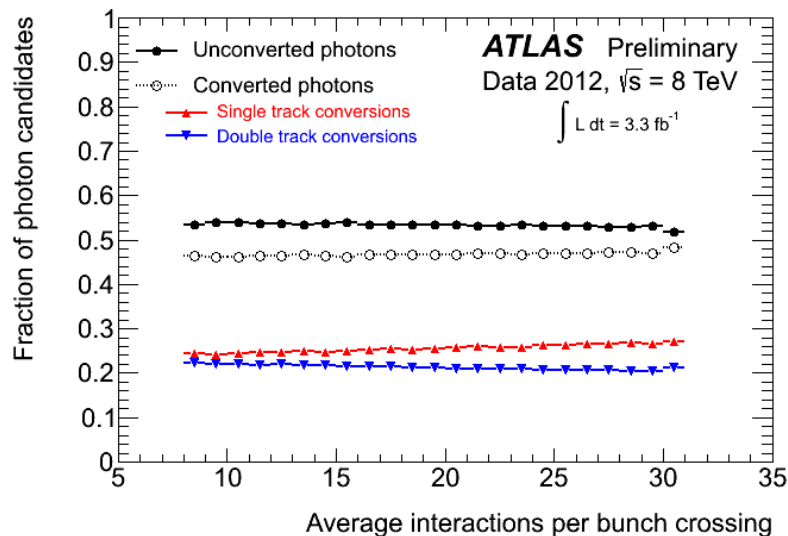 1
0.9
0.8
0.7
0.6
0.5
0.4
0.3
0.2
0.1
0
Fraction of photon candidates
Unconverted photons
Converted photons
Single track conversions
Double track conversions
ATLAS Preliminary
Data 2012, √s = 8 TeV
∫ L dt = 3.3 fb⁻¹
5 10 15 20 25 30 35
Average interactions per bunch crossing